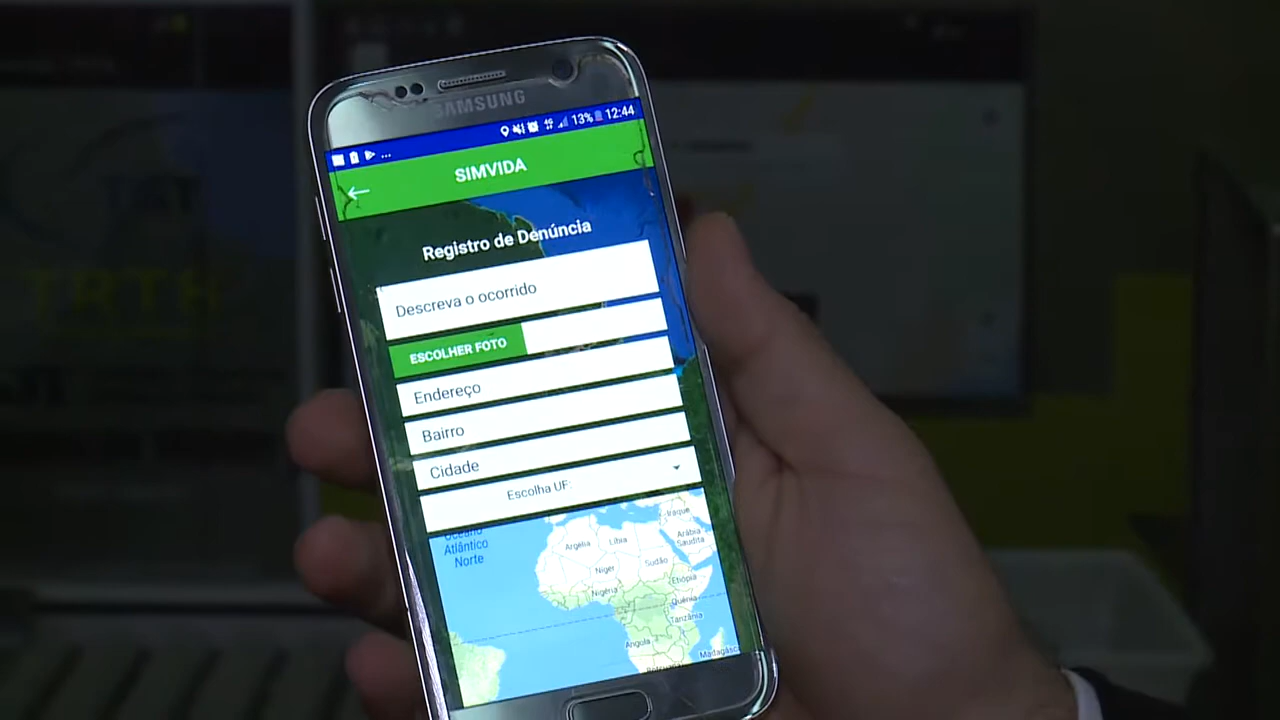 SAMSUNG
13% 12:44
SIMVIDA
Registro de Denúncia
Descreva o ocorrido
ESCOLHER FOTO
Endereço
Bairro
Cidade
Escolha UF:
Oceano
Atlântico
Norte
Argélia
Líbia
Iraque
Arábia
Saudita
Níger
Sudão
Nigéria
Etiópia
Quênia
Tanzânia
Angola